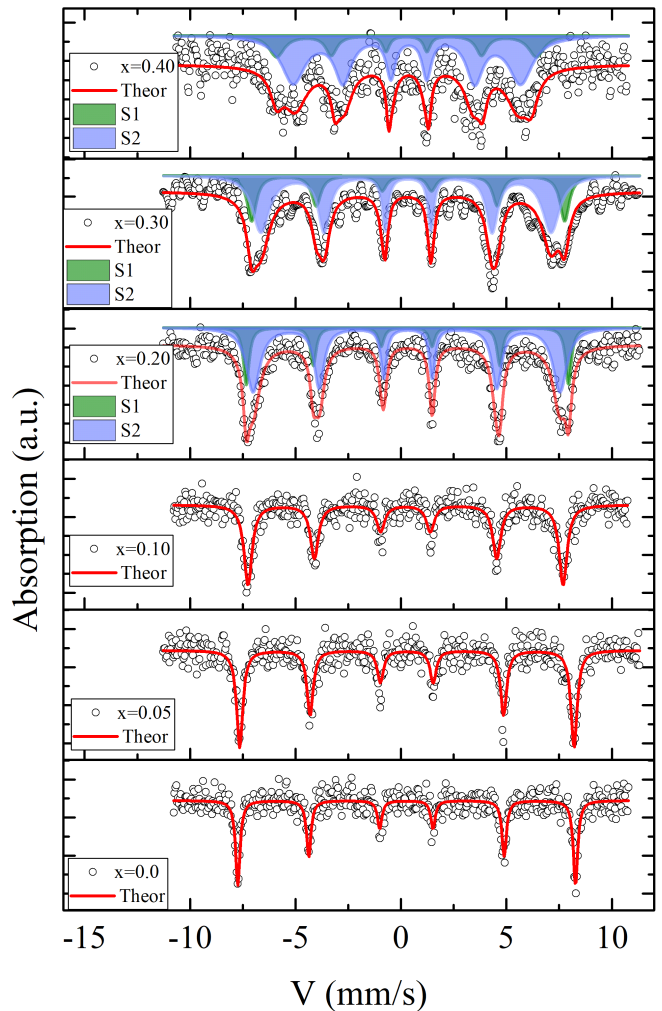 x=0.40
Theor
S1
S2
x=0.30
Theor
S1
S2
x=0.20
Theor
S1
S2
x=0.10
Theor
x=0.05
Theor
x=0.0
Theor
Absorption (a.u.)
-15 -10 -5 0 5 10
V (mm/s)